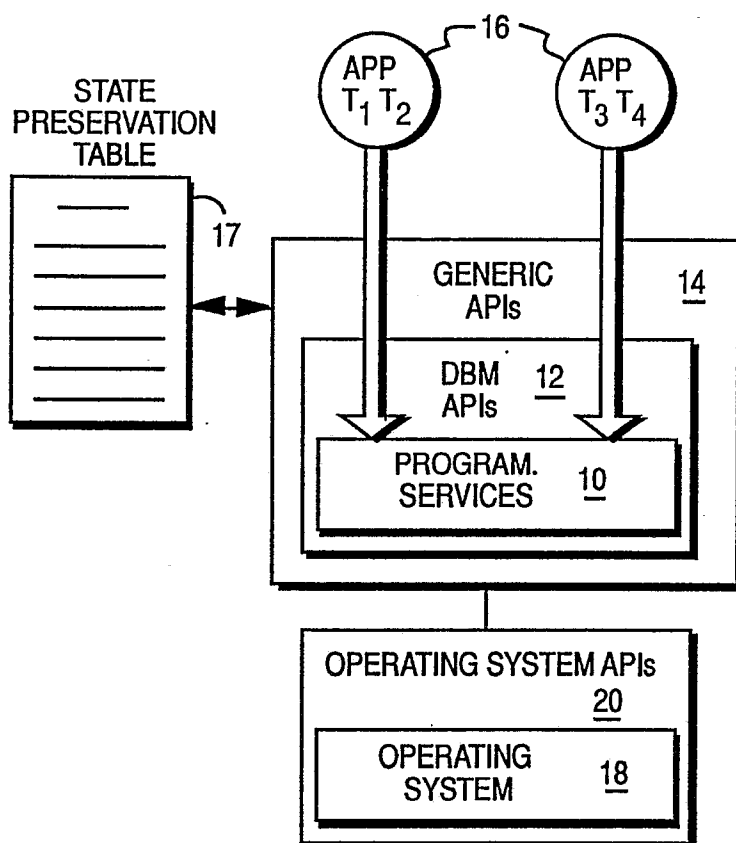 16
APP
T1 T2
APP
T3 T4
STATE
PRESERVATION
TABLE
17
GENERIC
APIs
14
DBM
APIs
12
PROGRAM.
SERVICES
10
OPERATING SYSTEM APIs
20
OPERATING
SYSTEM
18